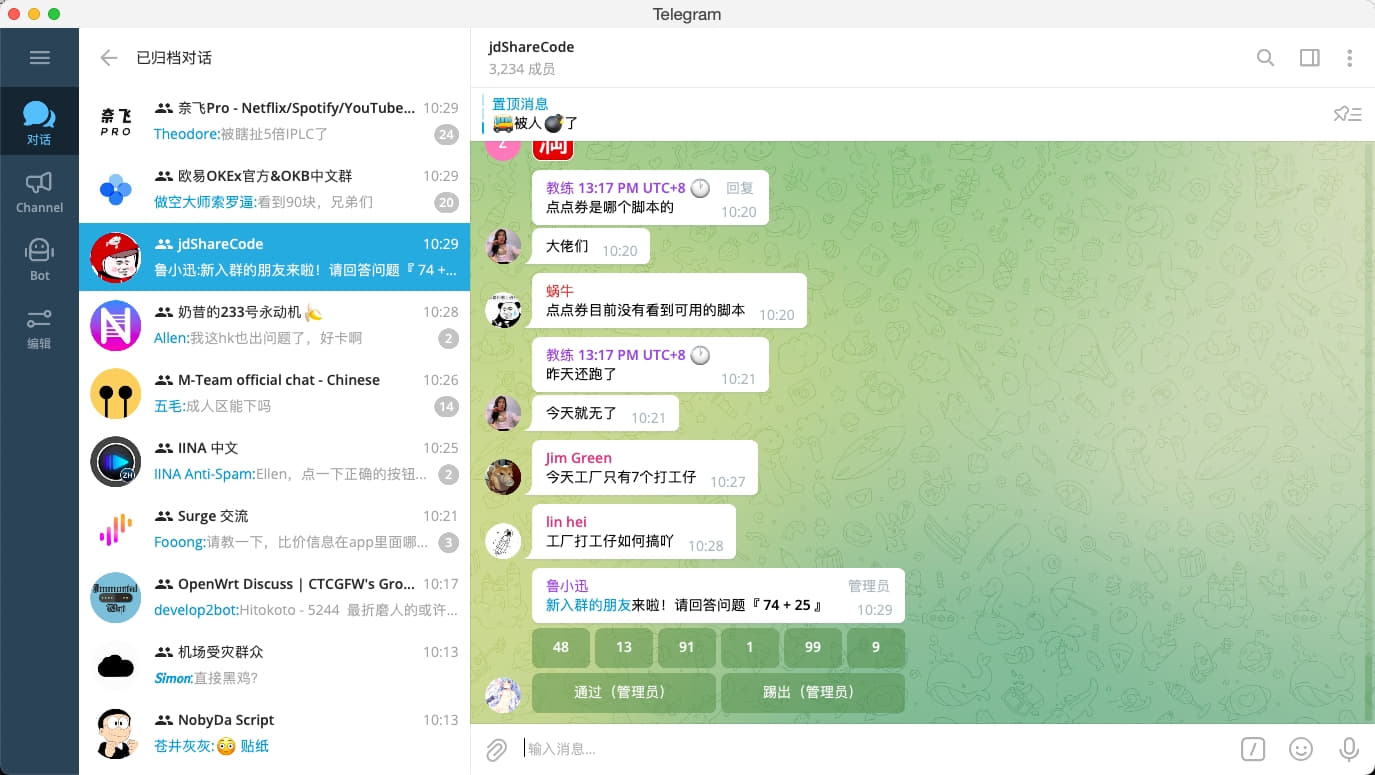 Telegram
已归档对话
对话
Channel
Bot
编辑
奈飞
PRO
奈飞Pro - Netflix/Spotify/YouTube... 10:29
Theodore:被瞎扯5倍IPLC了 24
欧易OKEx官方&OKB中文群 10:29
做空大师索罗逼:看到90块，兄弟们 20
jdShareCode 10:29
鲁小迅:新入群的朋友来啦！请回答问题『 74 +...
奶昔的233号永动机🍌 10:28
Allen:我这hk也出问题了，好卡啊 2
M-Team official chat - Chinese 10:26
五毛:成人区能下吗 14
IINA 中文 10:25
ZH
IINA Anti-Spam:Ellen，点一下正确的按钮... 2
Surge 交流 10:21
Fooong:请教一下，比价信息在app里面哪... 3
Immortal
Wrt
OpenWrt Discuss | CTCGFW's Gro... 10:17
develop2bot:Hitokoto - 5244 最折磨人的或许...
机场受灾群众 10:13
Simon:直接黑鸡?
NobyDa Script 10:13
苍井灰灰:😳 贴纸
jdShareCode
3,234 成员
置顶消息
🚌被人💣了
Z
教练 13:17 PM UTC+8 🕐 回复
点点券是哪个脚本的 10:20
大佬们 10:20
蜗牛
点点券目前没有看到可用的脚本 10:20
教练 13:17 PM UTC+8 🕐
昨天还跑了 10:21
今天就无了 10:21
Jim Green
今天工厂只有7个打工仔 10:27
lin hei
工厂打工仔如何搞吖 10:28
鲁小迅 管理员
新入群的朋友来啦！请回答问题『 74 + 25 』 10:29
48 13 91 1 99 9
通过（管理员） 踢出（管理员）
输入消息...